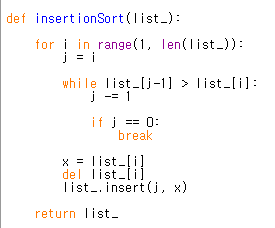 def insertionSort(list_):
    for i in range(1, len(list_)):
        j = i
        while list_[j-1] > list_[i]:
            j -= 1
            if j == 0:
                break
        x = list_[i]
        del list_[i]
        list_.insert(j, x)
    return list_